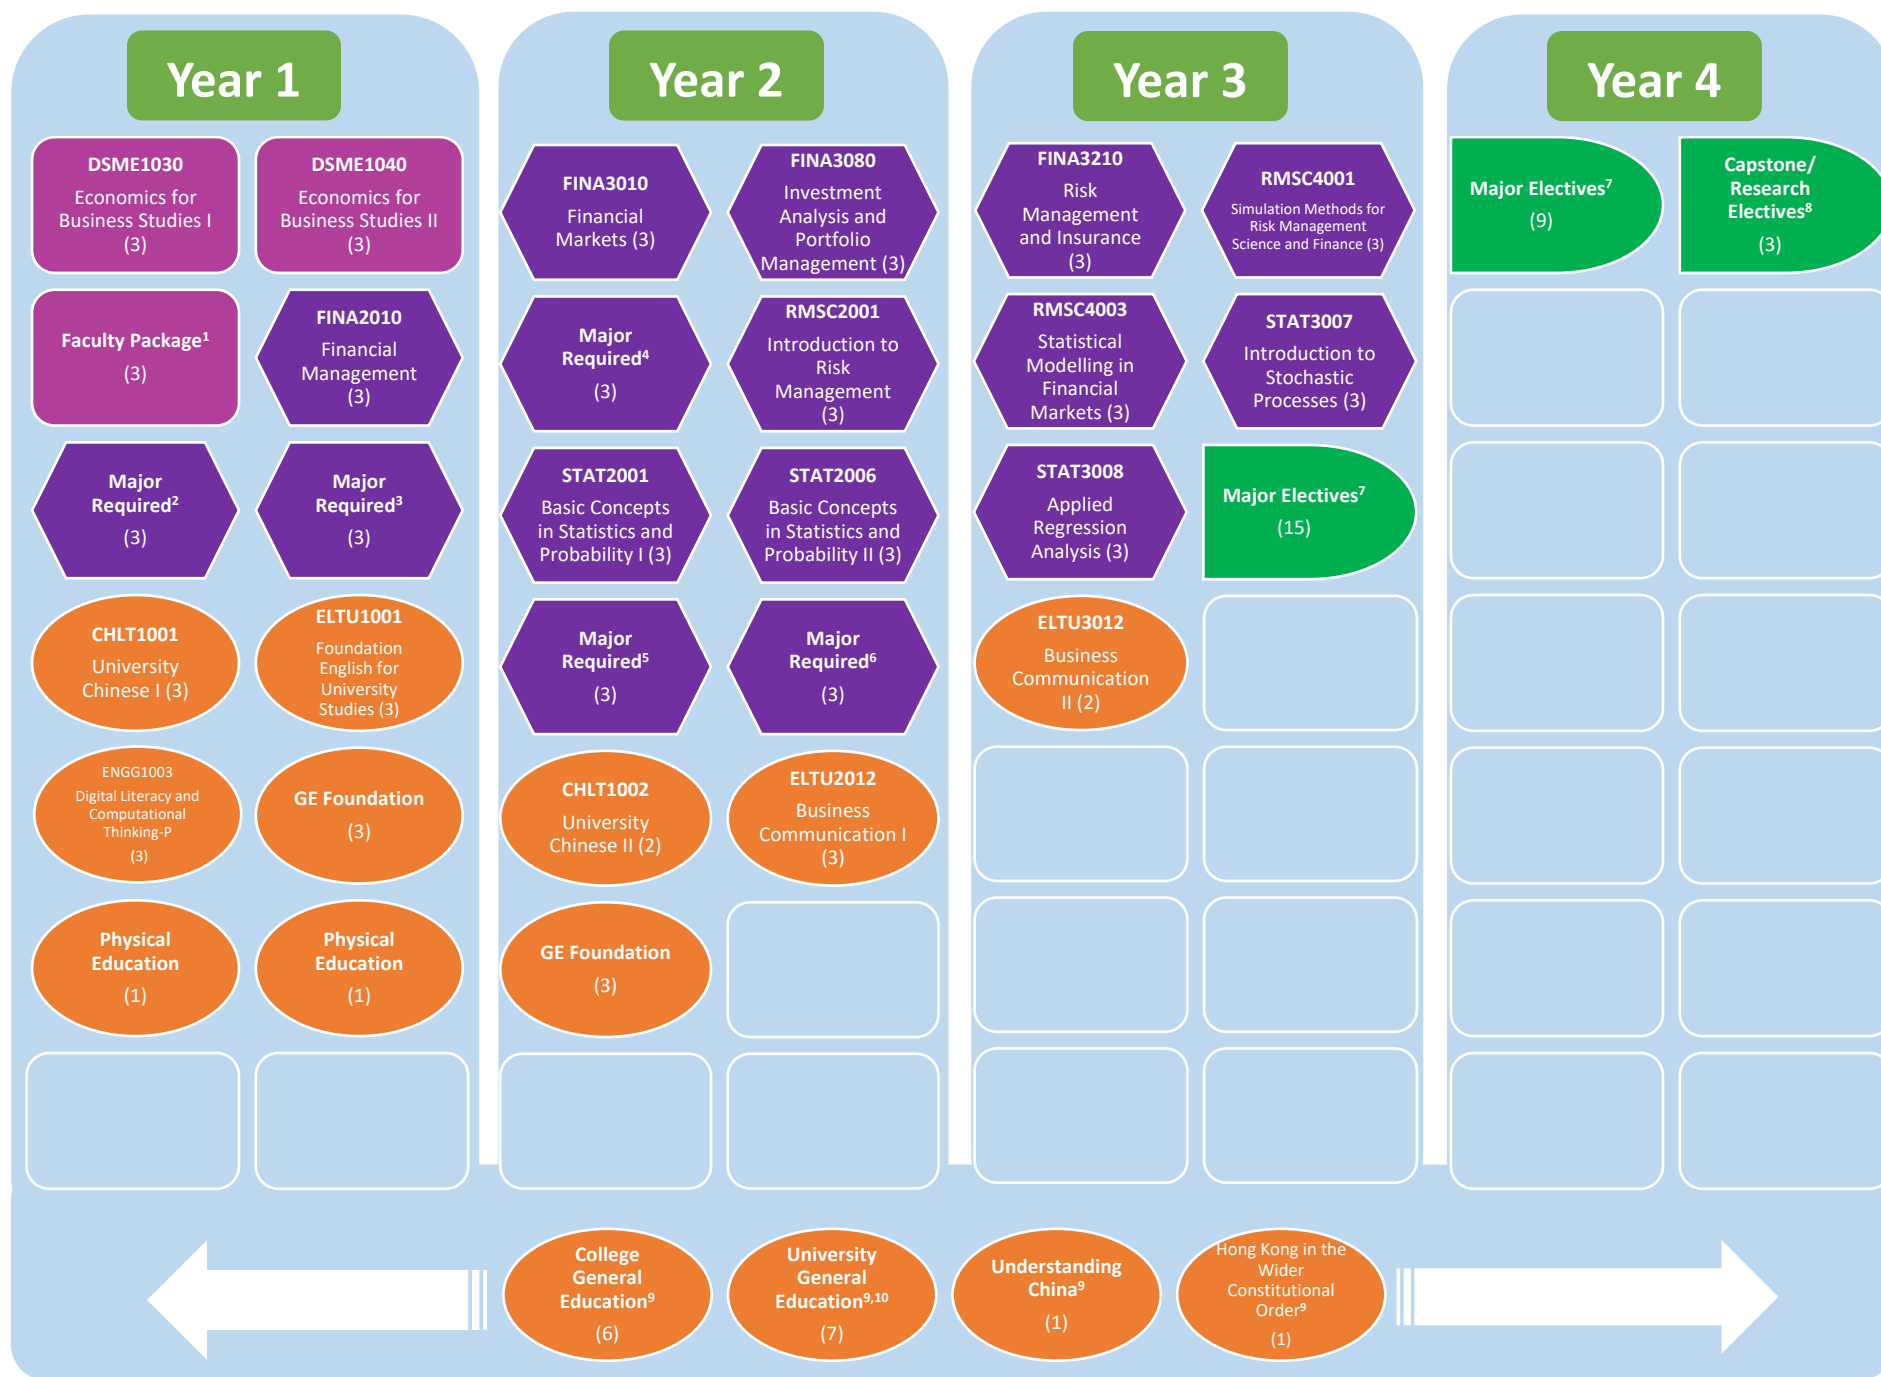 Year 1
DSME1030
Economics for
Business Studies I
(3)
DSME1040
Economics for
Business Studies II
(3)
Faculty Package¹
(3)
FINA2010
Financial
Management
(3)
Major
Required²
(3)
Major
Required³
(3)
CHLT1001
University
Chinese I (3)
ELTU1001
Foundation
English for
University
Studies (3)
ENGG1003
Digital Literacy and
Computational
Thinking-P
(3)
GE Foundation
(3)
Physical
Education
(1)
Physical
Education
(1)
Year 2
FINA3010
Financial
Markets (3)
FINA3080
Investment
Analysis and
Portfolio
Management (3)
Major
Required⁴
(3)
RMSC2001
Introduction to
Risk
Management
(3)
STAT2001
Basic Concepts
in Statistics and
Probability I (3)
STAT2006
Basic Concepts
in Statistics and
Probability II (3)
Major
Required⁵
(3)
Major
Required⁶
(3)
CHLT1002
University
Chinese II (2)
ELTU2012
Business
Communication I
(3)
GE Foundation
(3)
Year 3
FINA3210
Risk
Management
and Insurance
(3)
RMSC4001
Simulation Methods for
Risk Management
Science and Finance (3)
RMSC4003
Statistical
Modelling in
Financial
Markets (3)
STAT3007
Introduction to
Stochastic
Processes (3)
STAT3008
Applied
Regression
Analysis (3)
Major Electives⁷
(15)
ELTU3012
Business
Communication
II (2)
Year 4
Major Electives⁷
(9)
Capstone/
Research
Electives⁸
(3)
College
General
Education⁹
(6)
University
General
Education⁹,¹⁰
(7)
Understanding
China⁹
(1)
Hong Kong in the
Wider
Constitutional
Order⁹
(1)